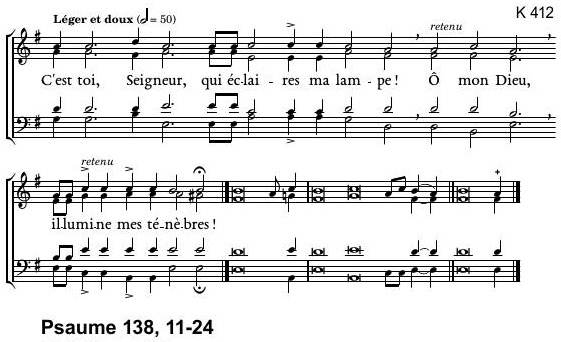 Léger et doux (𝅗𝅥 = 50)
K 412
retenu
C'est toi, Seigneur, qui éc-lai - res ma lam - pe! Ô mon Dieu,
retenu
il-lumi-ne mes té-nè-bres!
Psaume 138, 11-24